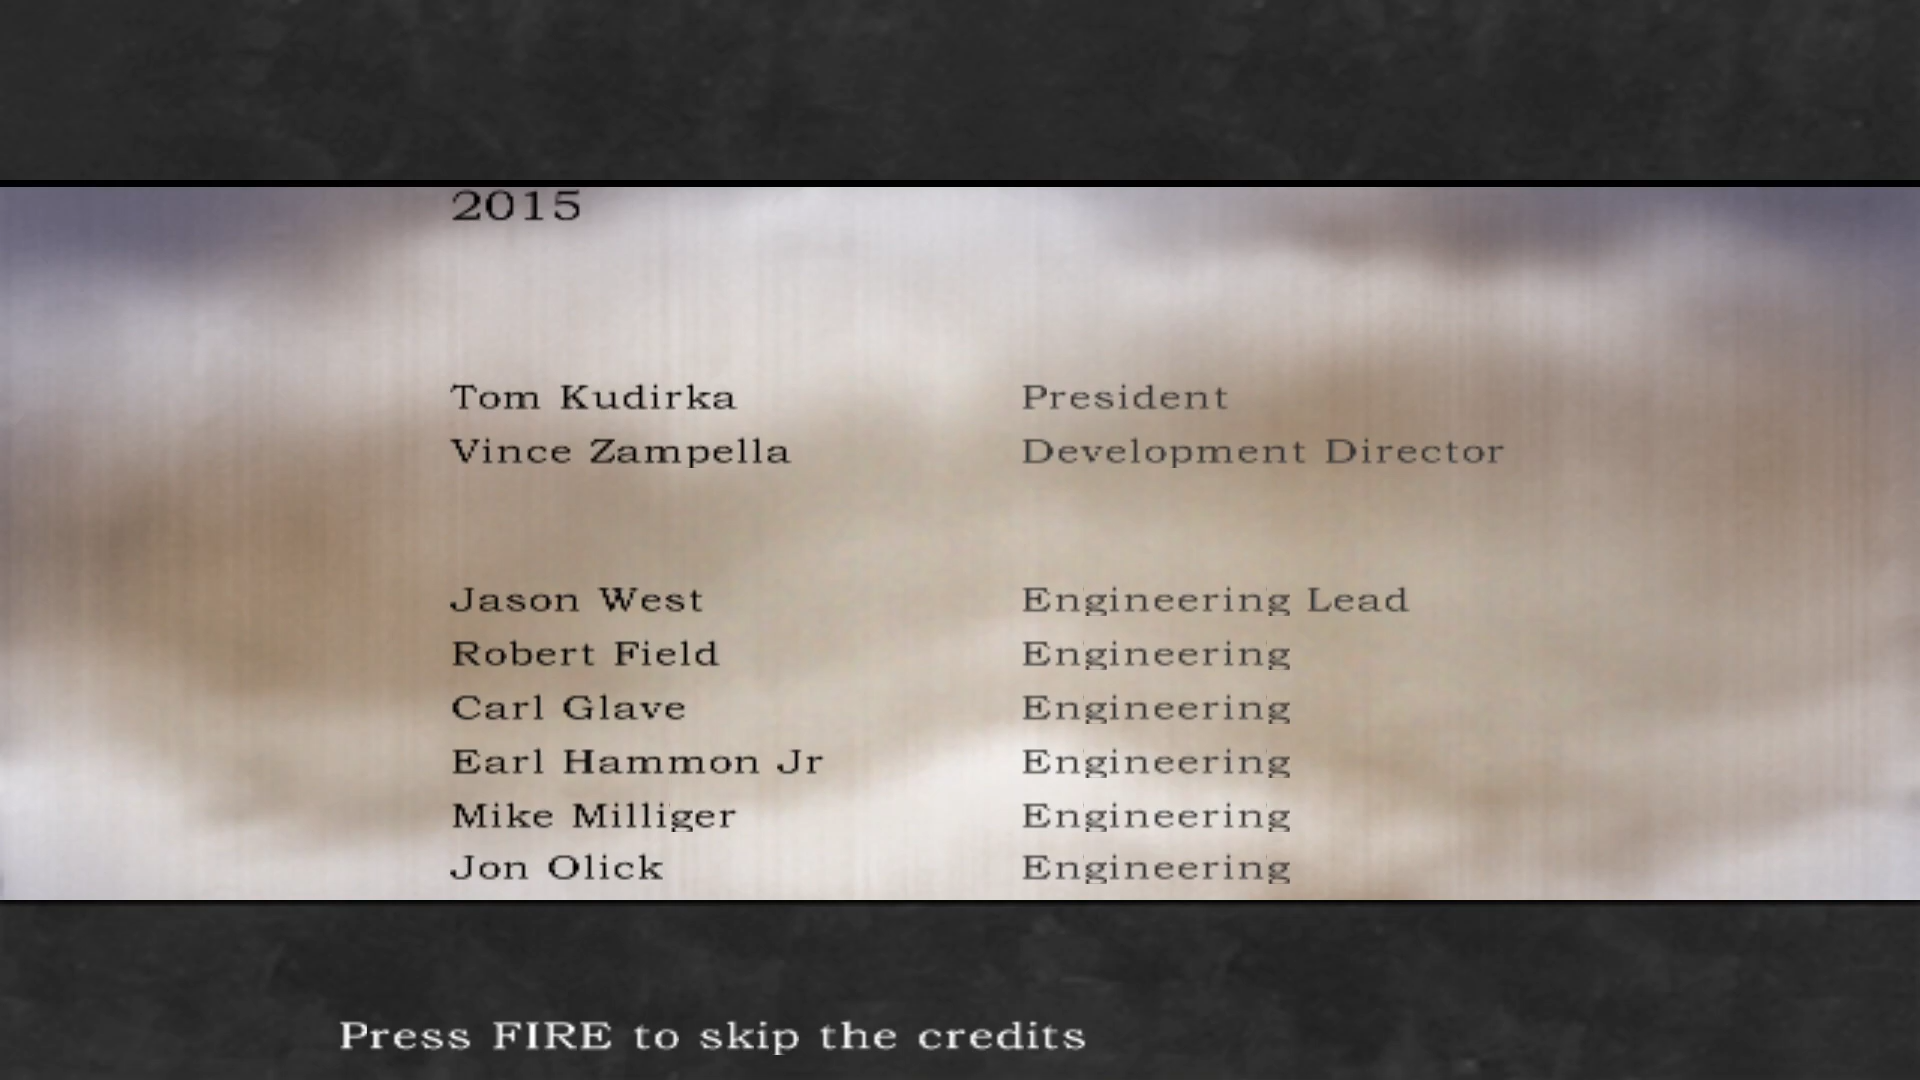 2015
Tom Kudirka President
Vince Zampella Development Director
Jason West Engineering Lead
Robert Field Engineering
Carl Glave Engineering
Earl Hammon Jr Engineering
Mike Milliger Engineering
Jon Olick Engineering
Press FIRE to skip the credits